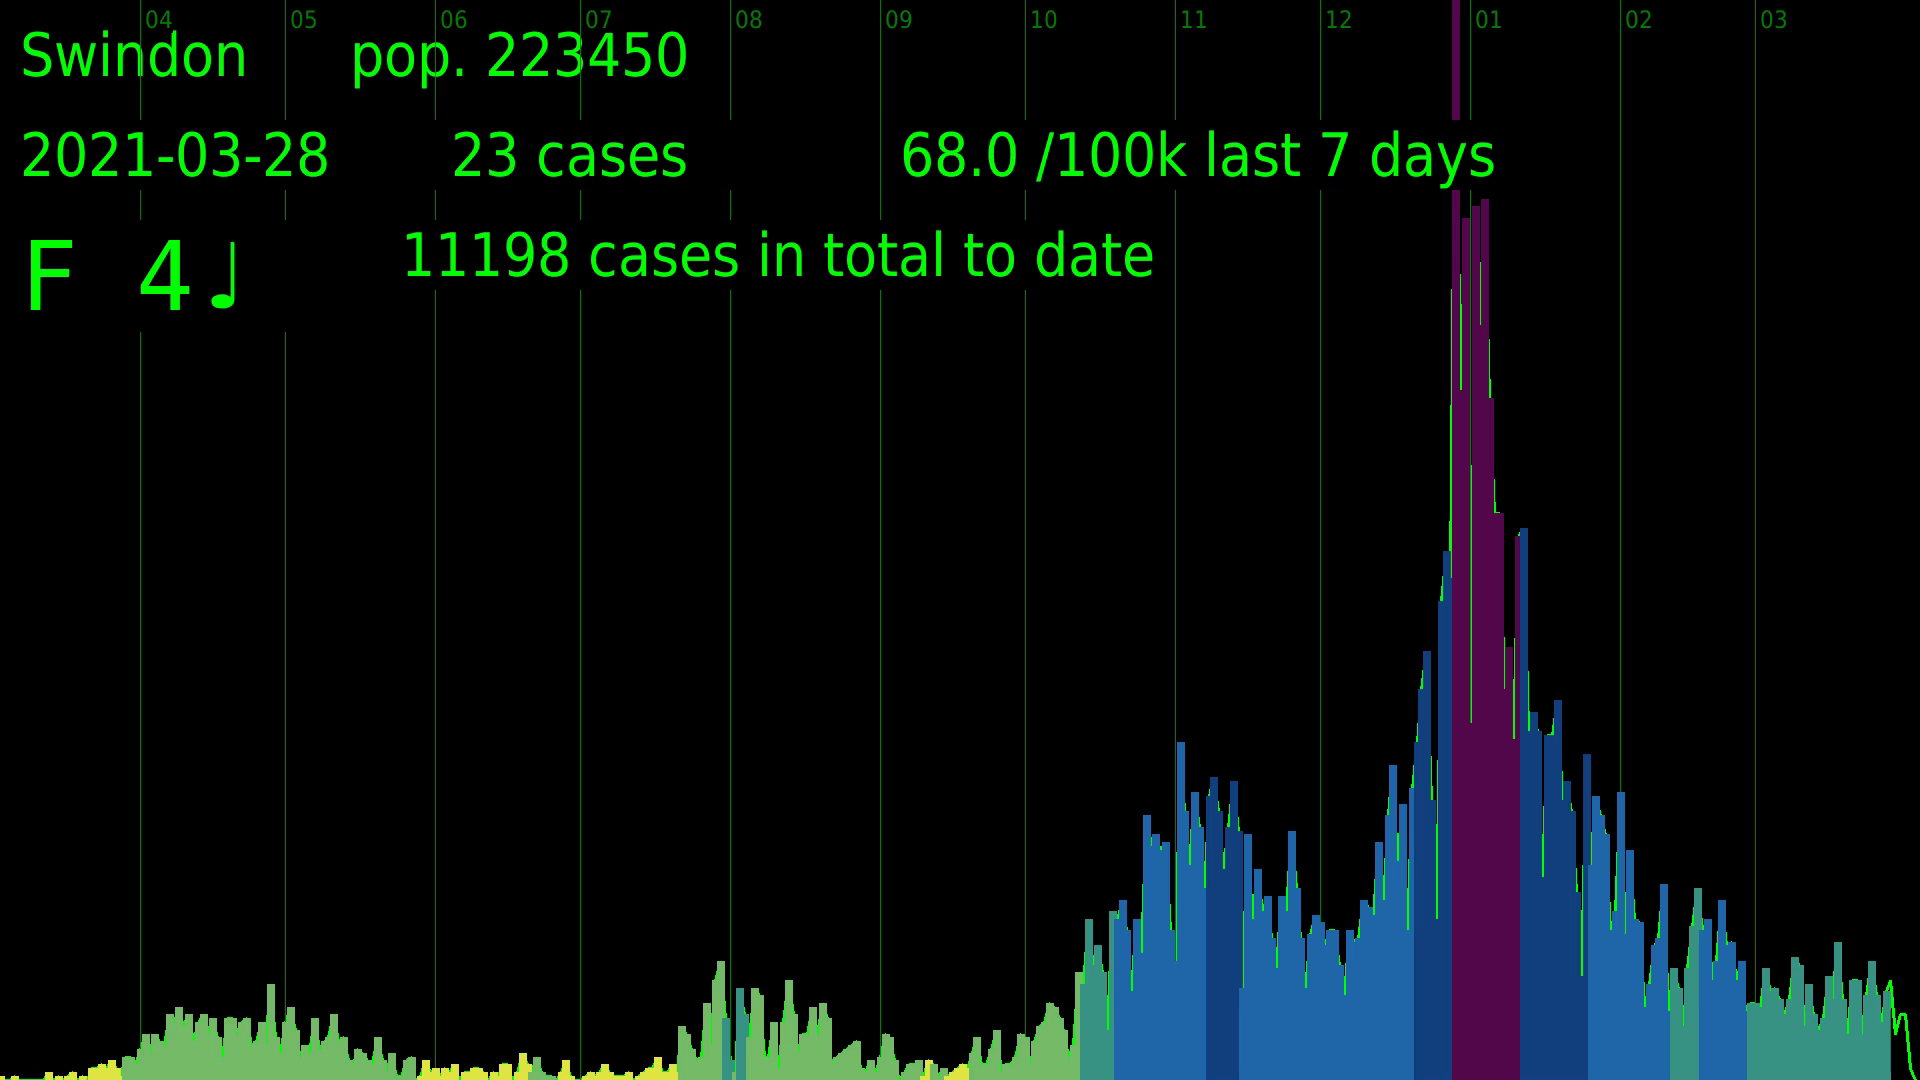 04 05 06 07 08 09 10 11 12 01 02 03
Swindon pop. 223450
2021-03-28 23 cases 68.0 /100k last 7 days
F 4♩ 11198 cases in total to date